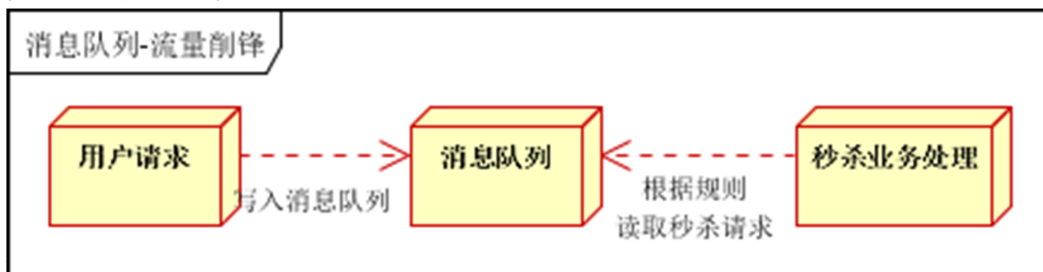 消息队列-流量削锋
用户请求
消息队列
秒杀业务处理
写入消息队列
根据规则
读取秒杀请求